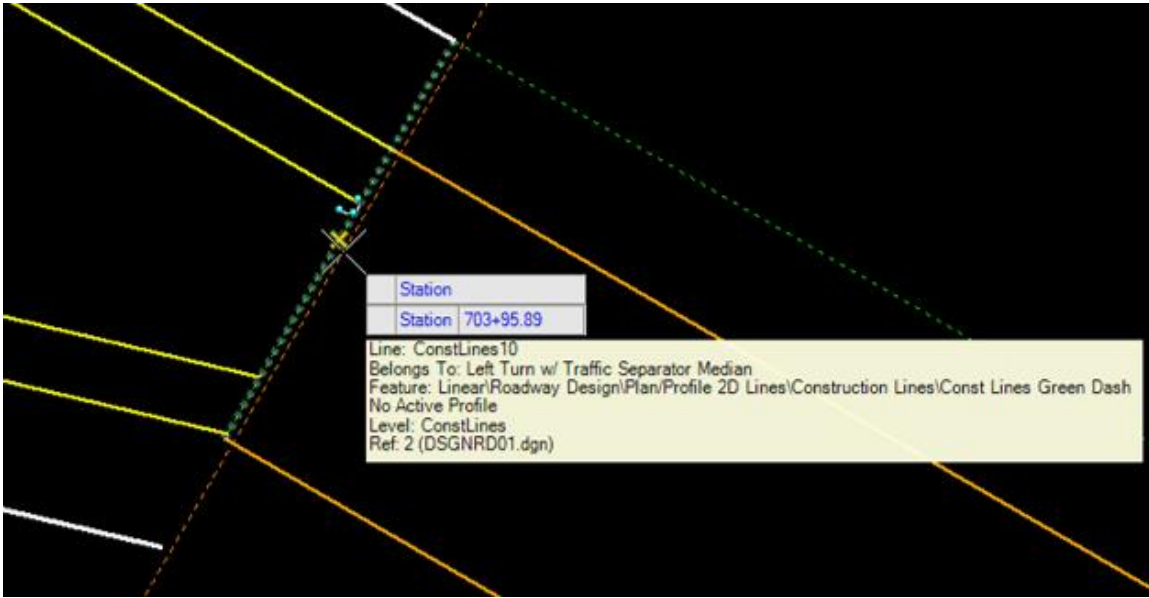 Station
Station 703+95.89
Line: ConstLines10
Belongs To: Left Turn w/ Traffic Separator Median
Feature: Linear\Roadway Design\Plan/Profile 2D Lines\Construction Lines\Const Lines Green Dash
No Active Profile
Level: ConstLines
Ref: 2 (DSGNRD01.dgn)